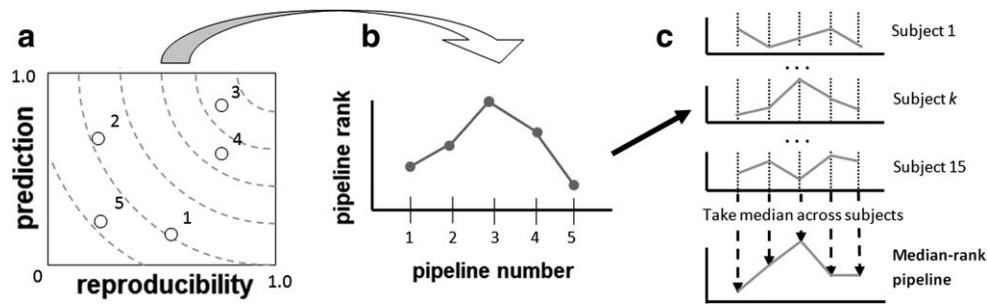 a
1.0
prediction
0
reproducibility
1.0
1
2
3
4
5
b
pipeline rank
1
2
3
4
5
pipeline number
c
Subject 1
...
Subject k
...
Subject 15
Take median across subjects
Median-rank
pipeline